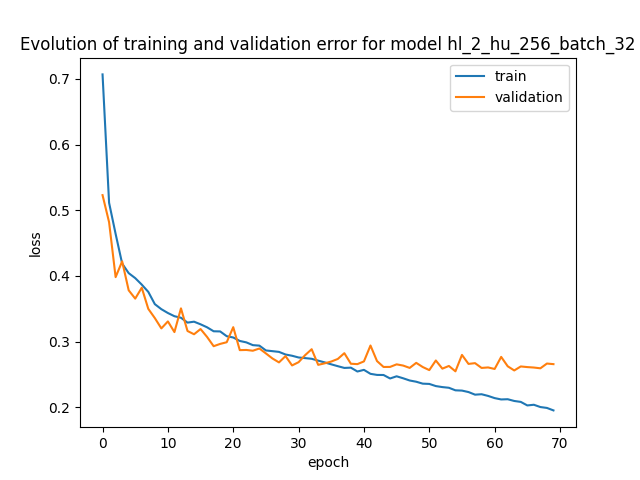 Evolution of training and validation error for model hl_2_hu_256_batch_32
train
validation
loss
0.7
0.6
0.5
0.4
0.3
0.2
0 10 20 30 40 50 60 70
epoch